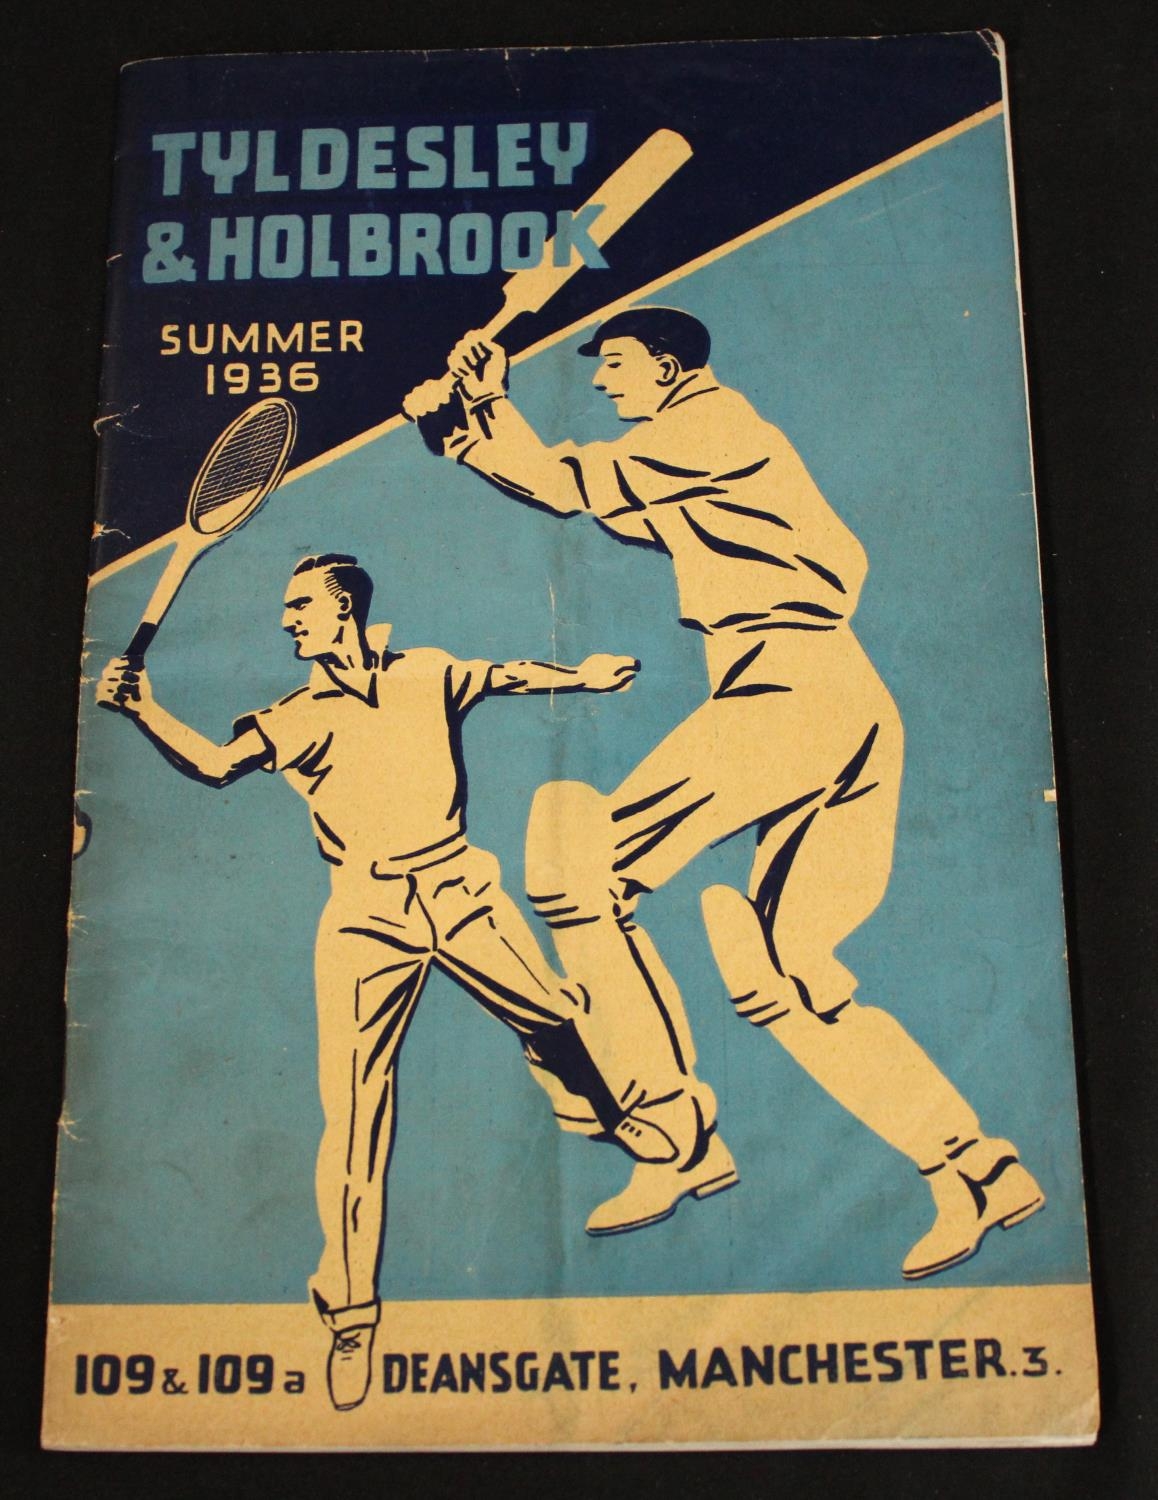 TYLDESLEY
& HOLBROOK
SUMMER
1936
109 & 109a DEANSGATE, MANCHESTER.3.